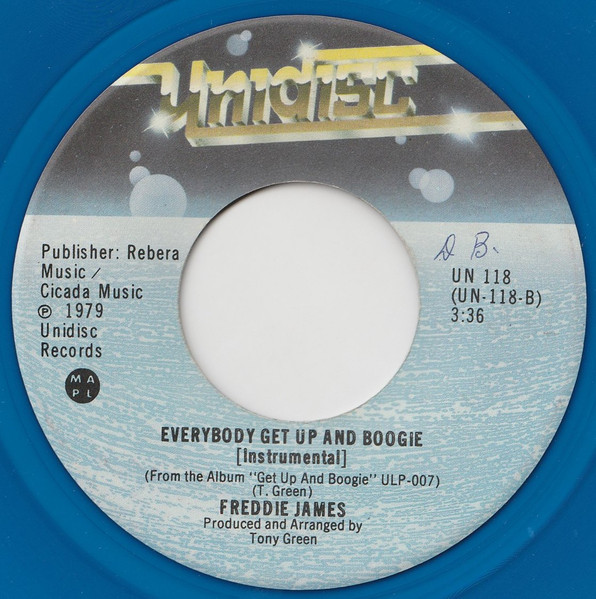 Unidisc
Publisher: Rebera
Music /
Cicada Music
℗ 1979
Unidisc
Records
M A
P L
D B.
UN 118
(UN-118-B)
3:36
EVERYBODY GET UP AND BOOGIE
[Instrumental]
(From the Album "Get Up And Boogie" ULP-007)
(T. Green)
FREDDIE JAMES
Produced and Arranged by
Tony Green